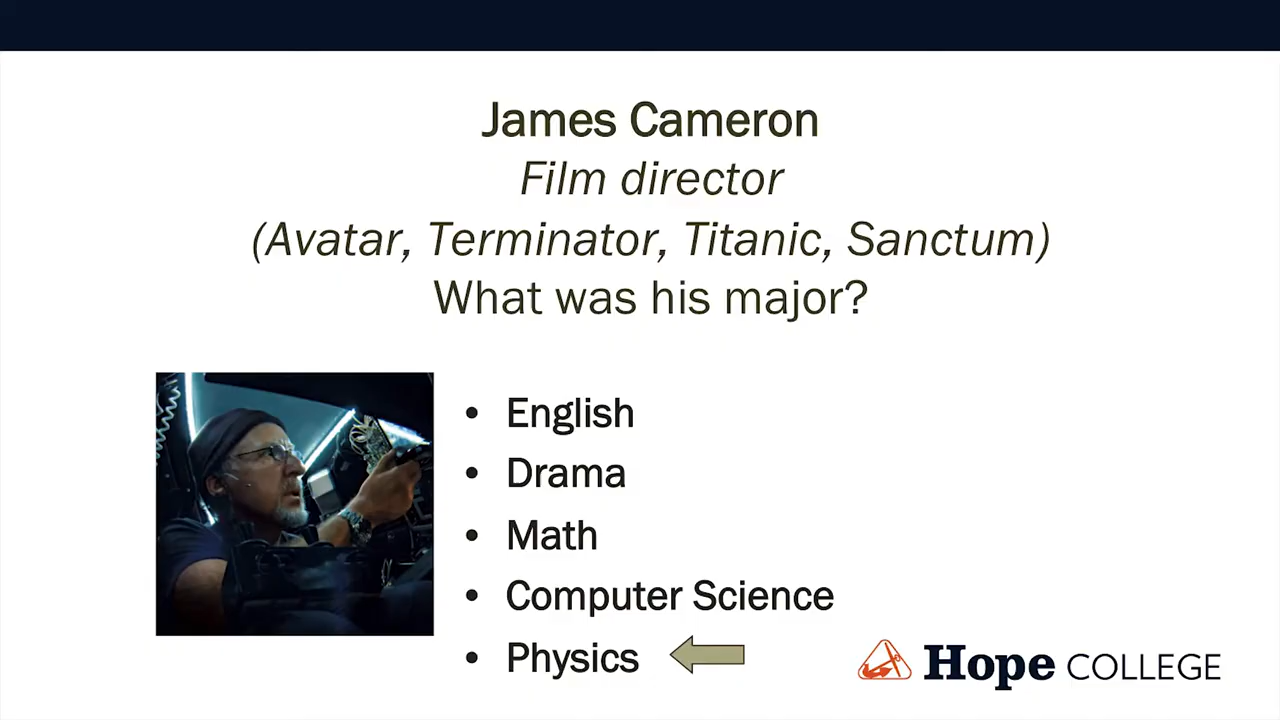 James Cameron
Film director
(Avatar, Terminator, Titanic, Sanctum)
What was his major?
• English
• Drama
• Math
• Computer Science
• Physics
Hope COLLEGE